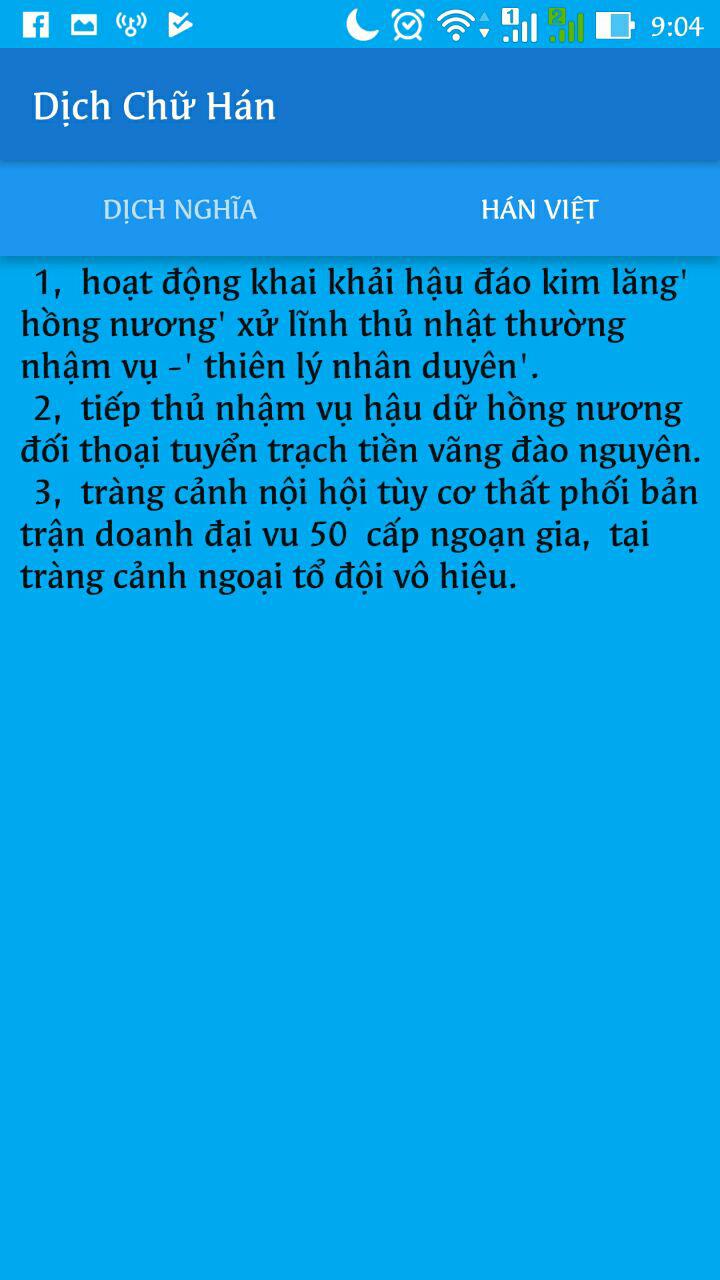 1 2 9:04
Dịch Chữ Hán
DỊCH NGHĨA HÁN VIỆT
1, hoạt động khai khải hậu đáo kim lăng'
hồng nương' xử lĩnh thủ nhật thường
nhậm vụ -' thiên lý nhân duyên'.
2, tiếp thủ nhậm vụ hậu dữ hồng nương
đối thoại tuyển trạch tiền vãng đào nguyên.
3, tràng cảnh nội hội tùy cơ thất phối bản
trận doanh đại vu 50 cấp ngoạn gia, tại
tràng cảnh ngoại tổ đội vô hiệu.